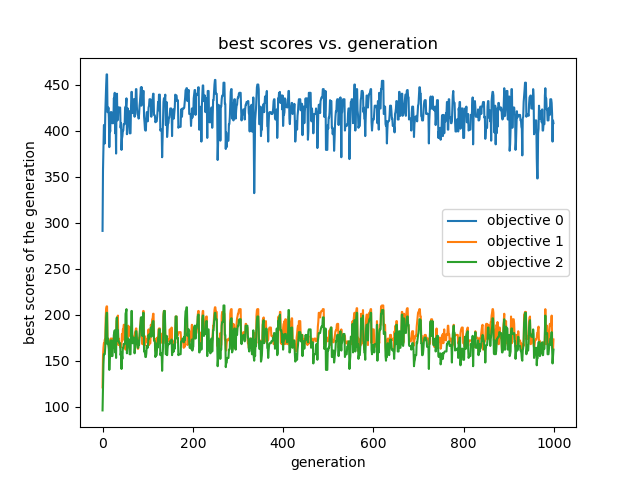 best scores vs. generation
best scores of the generation
450
400
350
300
250
200
150
100
objective 0
objective 1
objective 2
0
200
400
600
800
1000
generation